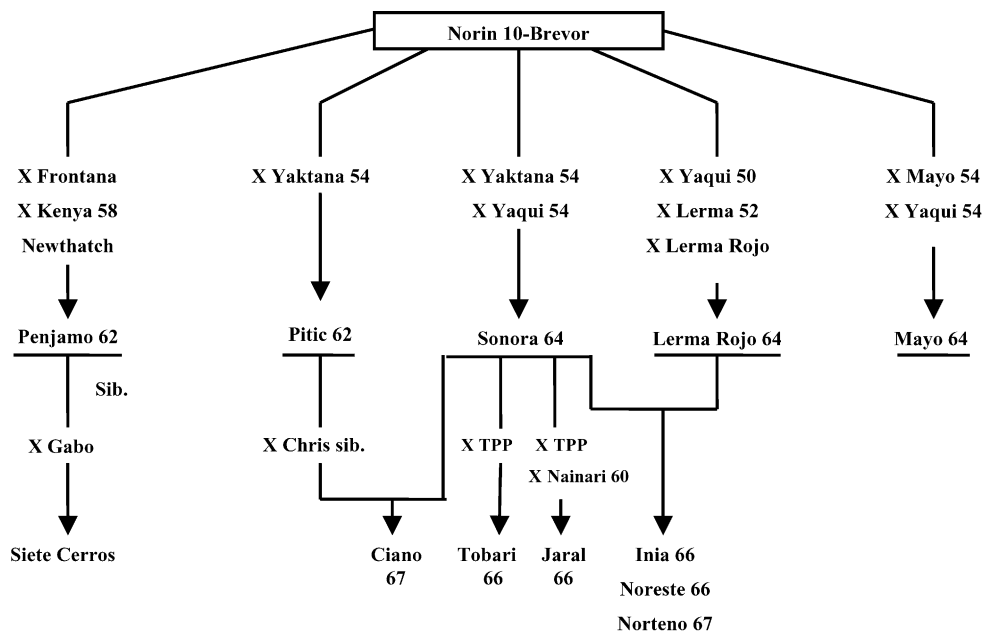 Norin 10-Brevor
X Frontana
X Kenya 58
Newthatch
X Yaktana 54
X Yaktana 54
X Yaqui 54
X Yaqui 50
X Lerma 52
X Lerma Rojo
X Mayo 54
X Yaqui 54
Penjamo 62
Pitic 62
Sonora 64
Lerma Rojo 64
Mayo 64
Sib.
X Gabo
X Chris sib.
X TPP
X TPP
X Nainari 60
Siete Cerros
Ciano
67
Tobari
66
Jaral
66
Inia 66
Noreste 66
Norteno 67